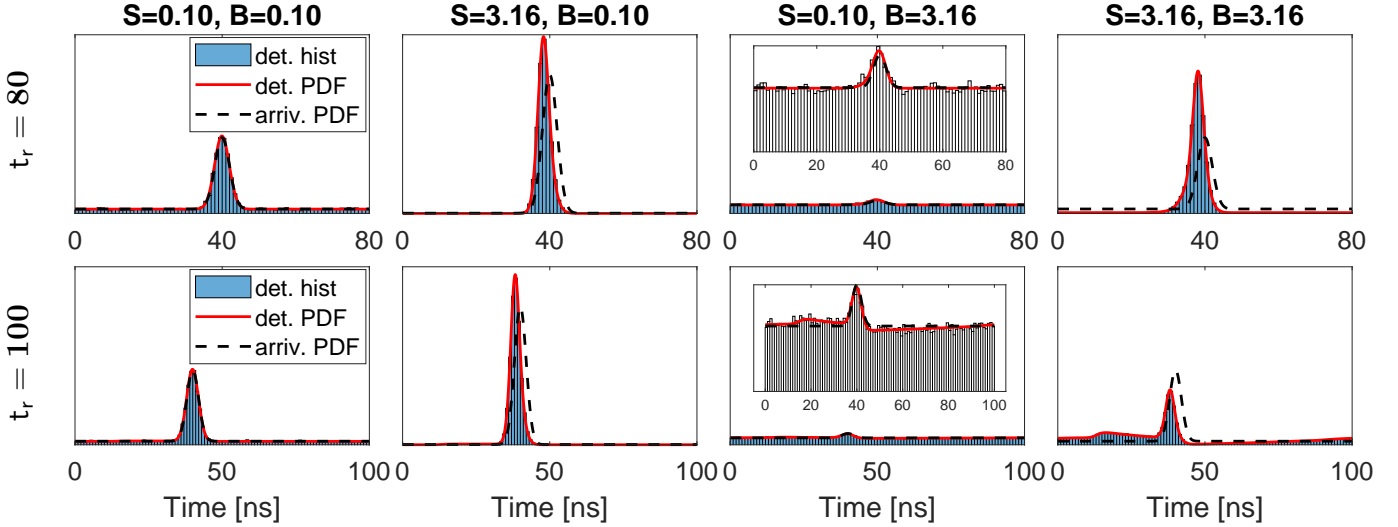 S=0.10, B=0.10
S=3.16, B=0.10
S=0.10, B=3.16
S=3.16, B=3.16
t_r = 80
det. hist
det. PDF
arriv. PDF
0 40 80
0 40 80
0 20 40 60 80
0 40 80
0 40 80
t_r = 100
det. hist
det. PDF
arriv. PDF
0 50 100
0 50 100
0 20 40 60 80 100
0 50 100
0 50 100
Time [ns]
Time [ns]
Time [ns]
Time [ns]